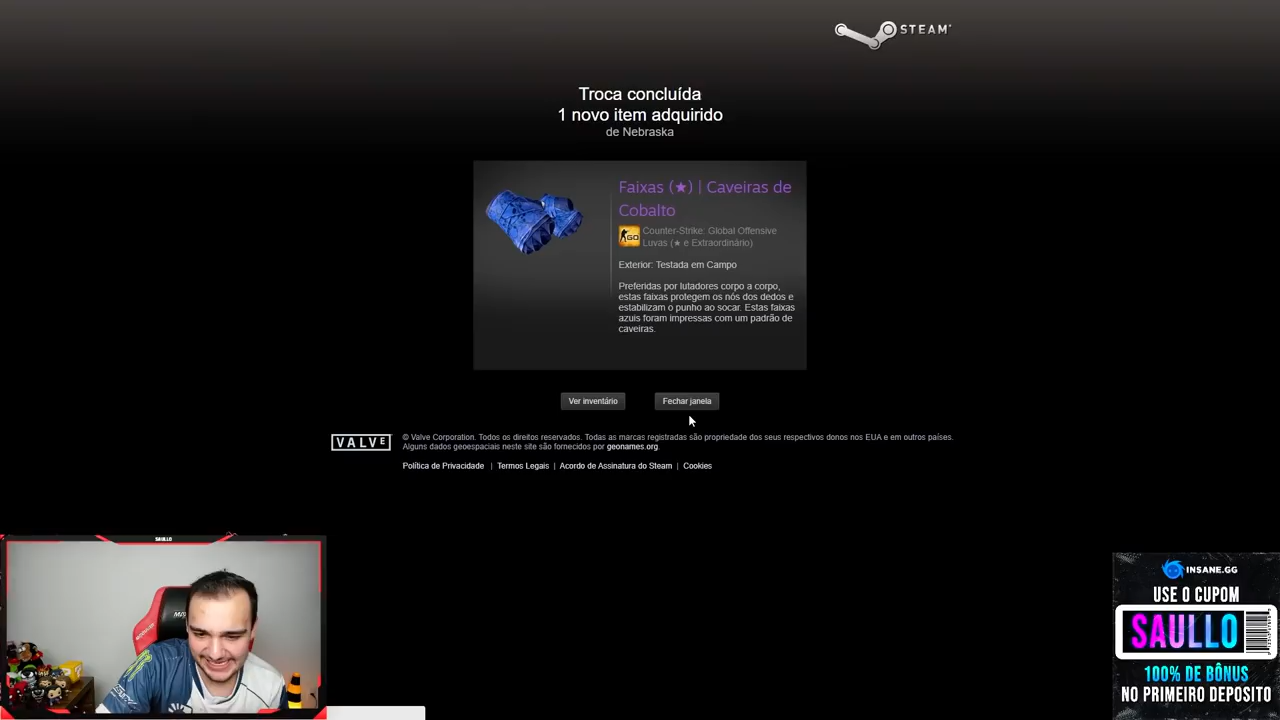 STEAM
Troca concluída
1 novo item adquirido
de Nebraska
Faixas (★) | Caveiras de
Cobalto
Counter-Strike: Global Offensive
Luvas (★ e Extraordinário)
Exterior: Testada em Campo
Preferidas por lutadores corpo a corpo,
estas faixas protegem os nós dos dedos e
estabilizam o punho ao socar. Estas faixas
azuis foram impressas com um padrão de
caveiras.
Ver inventário
Fechar janela
VALVE
© Valve Corporation. Todos os direitos reservados. Todas as marcas registradas são propriedade dos seus respectivos donos nos EUA e em outros países.
Alguns dados geoespaciais neste site são fornecidos por geonames.org.
Política de Privacidade | Termos Legais | Acordo de Assinatura do Steam | Cookies
SAULLO
INSANE.GG
USE O CUPOM
SAULLO
100% DE BÔNUS
NO PRIMEIRO DEPOSITO